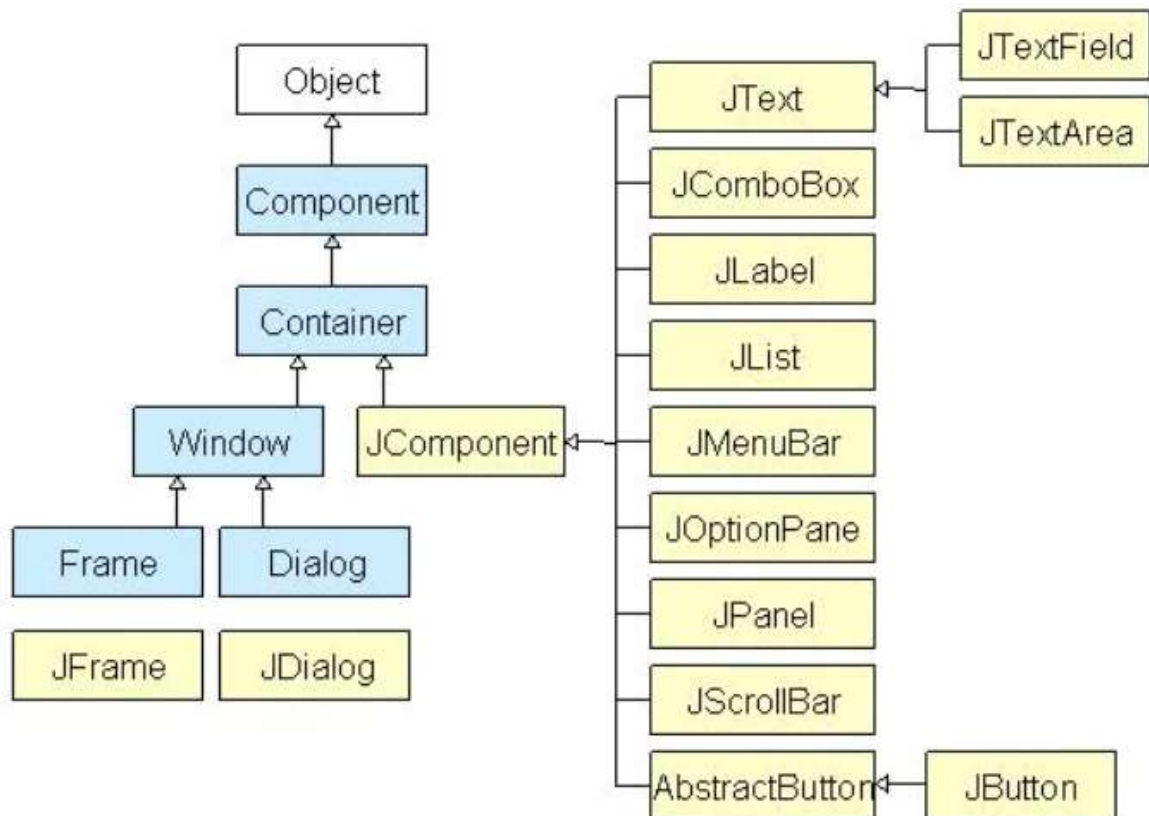 Object
Component
Container
Window
JComponent
Frame
Dialog
JFrame
JDialog
JText
JComboBox
JLabel
JList
JMenuBar
JOptionPane
JPanel
JScrollBar
AbstractButton
JTextField
JTextArea
JButton